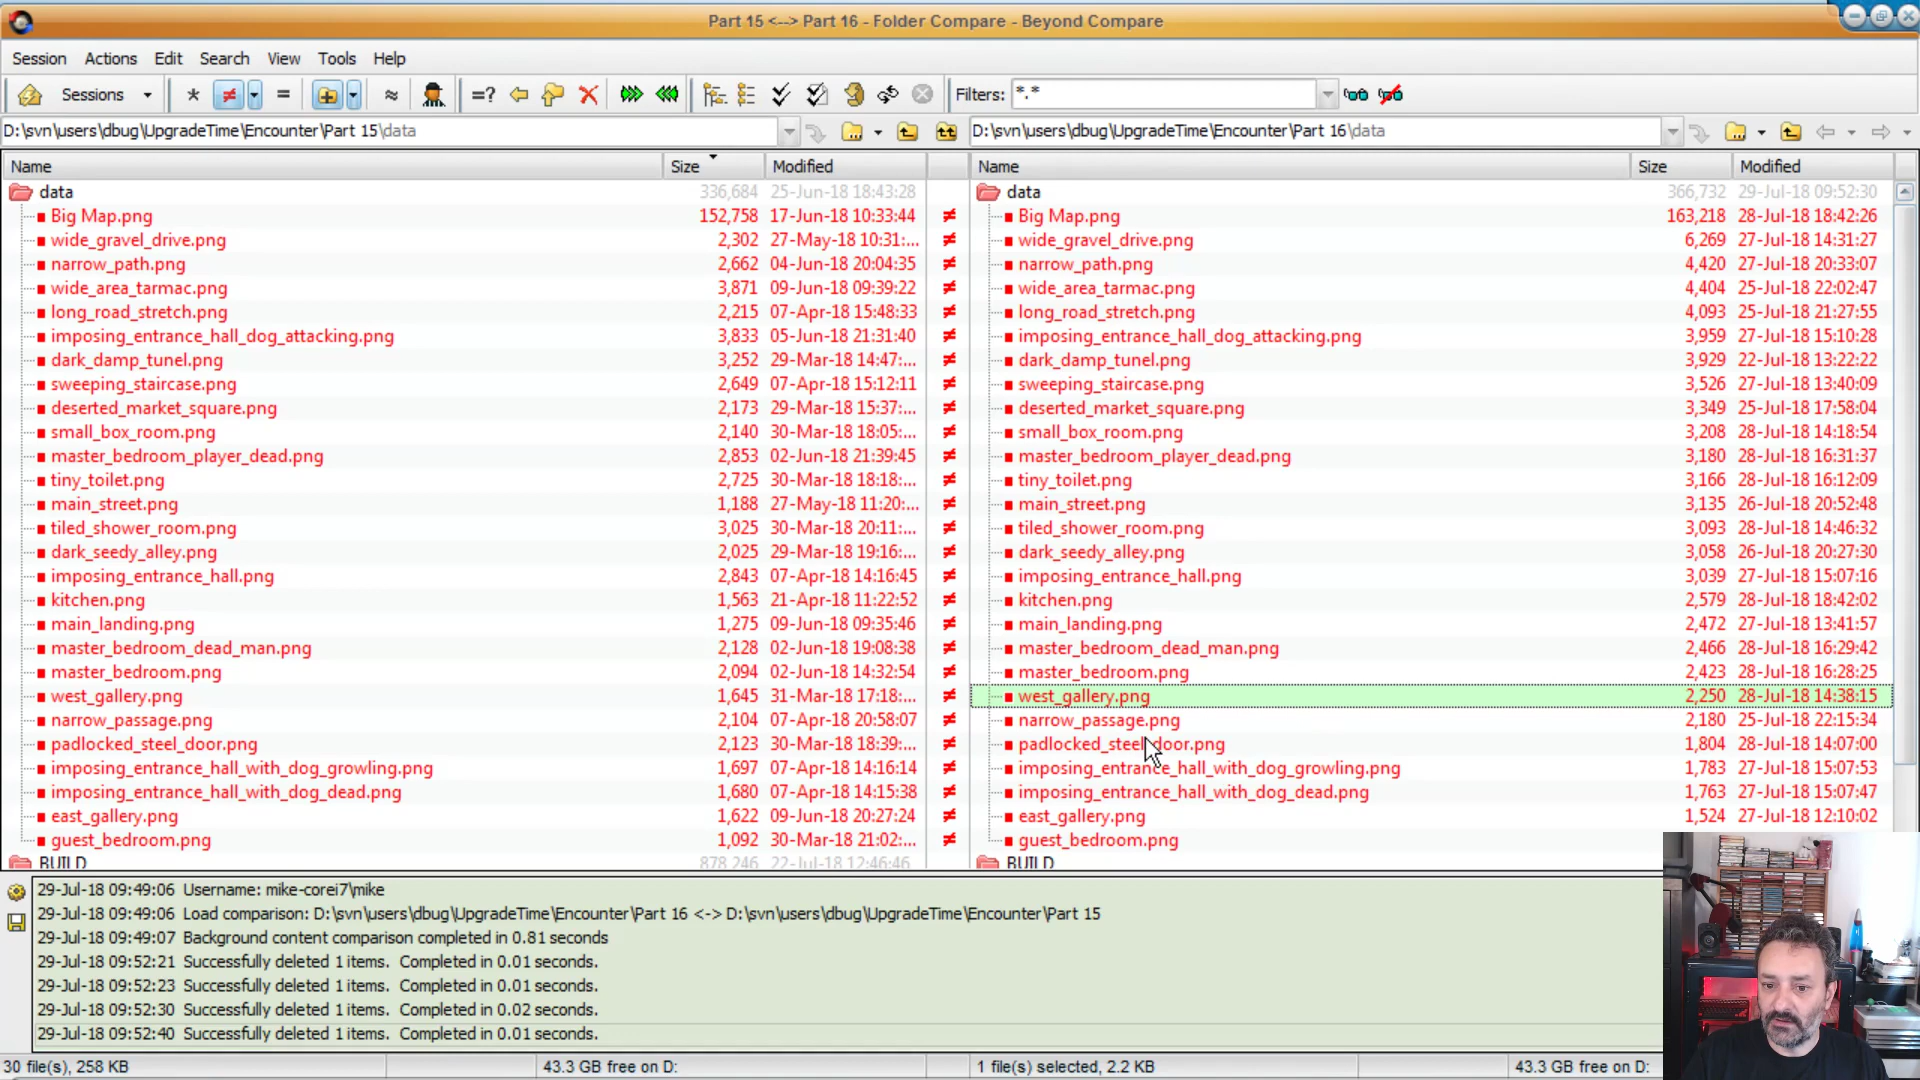 Part 15 <--> Part 16 - Folder Compare - Beyond Compare
Session Actions Edit Search View Tools Help
Sessions * ≠ = ≈ =? Filters: *.*
D:\svn\users\dbug\UpgradeTime\Encounter\Part 15\data D:\svn\users\dbug\UpgradeTime\Encounter\Part 16\data
Name Size Modified Name Size Modified
data 336,684 25-Jun-18 18:43:28 data 366,732 29-Jul-18 09:52:30
Big Map.png 152,758 17-Jun-18 10:33:44 ≠ Big Map.png 163,218 28-Jul-18 18:42:26
wide_gravel_drive.png 2,302 27-May-18 10:31:... ≠ wide_gravel_drive.png 6,269 27-Jul-18 14:31:27
narrow_path.png 2,662 04-Jun-18 20:04:35 ≠ narrow_path.png 4,420 27-Jul-18 20:33:07
wide_area_tarmac.png 3,871 09-Jun-18 09:39:22 ≠ wide_area_tarmac.png 4,404 25-Jul-18 22:02:47
long_road_stretch.png 2,215 07-Apr-18 15:48:33 ≠ long_road_stretch.png 4,093 25-Jul-18 21:27:55
imposing_entrance_hall_dog_attacking.png 3,833 05-Jun-18 21:31:40 ≠ imposing_entrance_hall_dog_attacking.png 3,959 27-Jul-18 15:10:28
dark_damp_tunel.png 3,252 29-Mar-18 14:47:... ≠ dark_damp_tunel.png 3,929 22-Jul-18 13:22:22
sweeping_staircase.png 2,649 07-Apr-18 15:12:11 ≠ sweeping_staircase.png 3,526 27-Jul-18 13:40:09
deserted_market_square.png 2,173 29-Mar-18 15:37:... ≠ deserted_market_square.png 3,349 25-Jul-18 17:58:04
small_box_room.png 2,140 30-Mar-18 18:05:... ≠ small_box_room.png 3,208 28-Jul-18 14:18:54
master_bedroom_player_dead.png 2,853 02-Jun-18 21:39:45 ≠ master_bedroom_player_dead.png 3,180 28-Jul-18 16:31:37
tiny_toilet.png 2,725 30-Mar-18 18:18:... ≠ tiny_toilet.png 3,166 28-Jul-18 16:12:09
main_street.png 1,188 27-May-18 11:20:... ≠ main_street.png 3,135 26-Jul-18 20:52:48
tiled_shower_room.png 3,025 30-Mar-18 20:11:... ≠ tiled_shower_room.png 3,093 28-Jul-18 14:46:32
dark_seedy_alley.png 2,025 29-Mar-18 19:16:... ≠ dark_seedy_alley.png 3,058 26-Jul-18 20:27:30
imposing_entrance_hall.png 2,843 07-Apr-18 14:16:45 ≠ imposing_entrance_hall.png 3,039 27-Jul-18 15:07:16
kitchen.png 1,563 21-Apr-18 11:22:52 ≠ kitchen.png 2,579 28-Jul-18 18:42:02
main_landing.png 1,275 09-Jun-18 09:35:46 ≠ main_landing.png 2,472 27-Jul-18 13:41:57
master_bedroom_dead_man.png 2,128 02-Jun-18 19:08:38 ≠ master_bedroom_dead_man.png 2,466 28-Jul-18 16:29:42
master_bedroom.png 2,094 02-Jun-18 14:32:54 ≠ master_bedroom.png 2,423 28-Jul-18 16:28:25
west_gallery.png 1,645 31-Mar-18 17:18:... ≠ west_gallery.png 2,250 28-Jul-18 14:38:15
narrow_passage.png 2,104 07-Apr-18 20:58:07 ≠ narrow_passage.png 2,180 25-Jul-18 22:15:34
padlocked_steel_door.png 2,123 30-Mar-18 18:39:... ≠ padlocked_steel_door.png 1,804 28-Jul-18 14:07:00
imposing_entrance_hall_with_dog_growling.png 1,697 07-Apr-18 14:16:14 ≠ imposing_entrance_hall_with_dog_growling.png 1,783 27-Jul-18 15:07:53
imposing_entrance_hall_with_dog_dead.png 1,680 07-Apr-18 14:15:38 ≠ imposing_entrance_hall_with_dog_dead.png 1,763 27-Jul-18 15:07:47
east_gallery.png 1,622 09-Jun-18 20:27:24 ≠ east_gallery.png 1,524 27-Jul-18 12:10:02
guest_bedroom.png 1,092 30-Mar-18 21:02:... ≠ guest_bedroom.png
BUILD 878,246 22-Jul-18 12:46:46 BUILD
29-Jul-18 09:49:06 Username: mike-corei7\mike
29-Jul-18 09:49:06 Load comparison: D:\svn\users\dbug\UpgradeTime\Encounter\Part 16 <-> D:\svn\users\dbug\UpgradeTime\Encounter\Part 15
29-Jul-18 09:49:07 Background content comparison completed in 0.81 seconds
29-Jul-18 09:52:21 Successfully deleted 1 items. Completed in 0.01 seconds.
29-Jul-18 09:52:23 Successfully deleted 1 items. Completed in 0.01 seconds.
29-Jul-18 09:52:30 Successfully deleted 1 items. Completed in 0.02 seconds.
29-Jul-18 09:52:40 Successfully deleted 1 items. Completed in 0.01 seconds.
30 file(s), 258 KB 43.3 GB free on D: 1 file(s) selected, 2.2 KB 43.3 GB free on D: